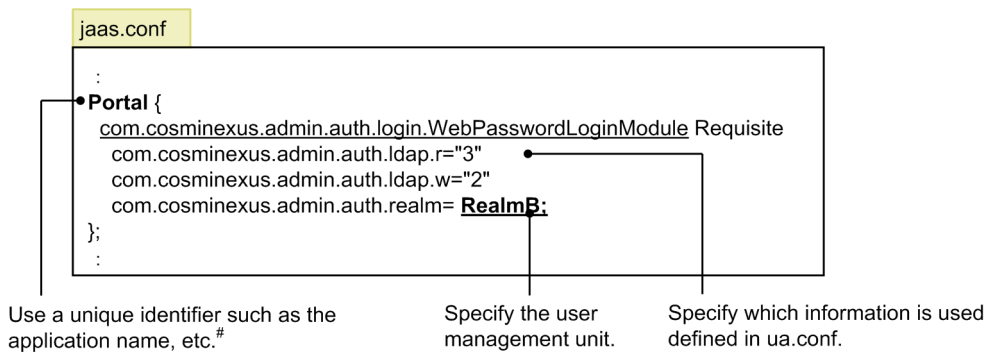 jaas.conf
:
Portal {
com.cosminexus.admin.auth.login.WebPasswordLoginModule Requisite
com.cosminexus.admin.auth.ldap.r="3"
com.cosminexus.admin.auth.ldap.w="2"
com.cosminexus.admin.auth.realm= RealmB;
};
:
Use a unique identifier such as the
application name, etc.#
Specify the user
management unit.
Specify which information is used
defined in ua.conf.